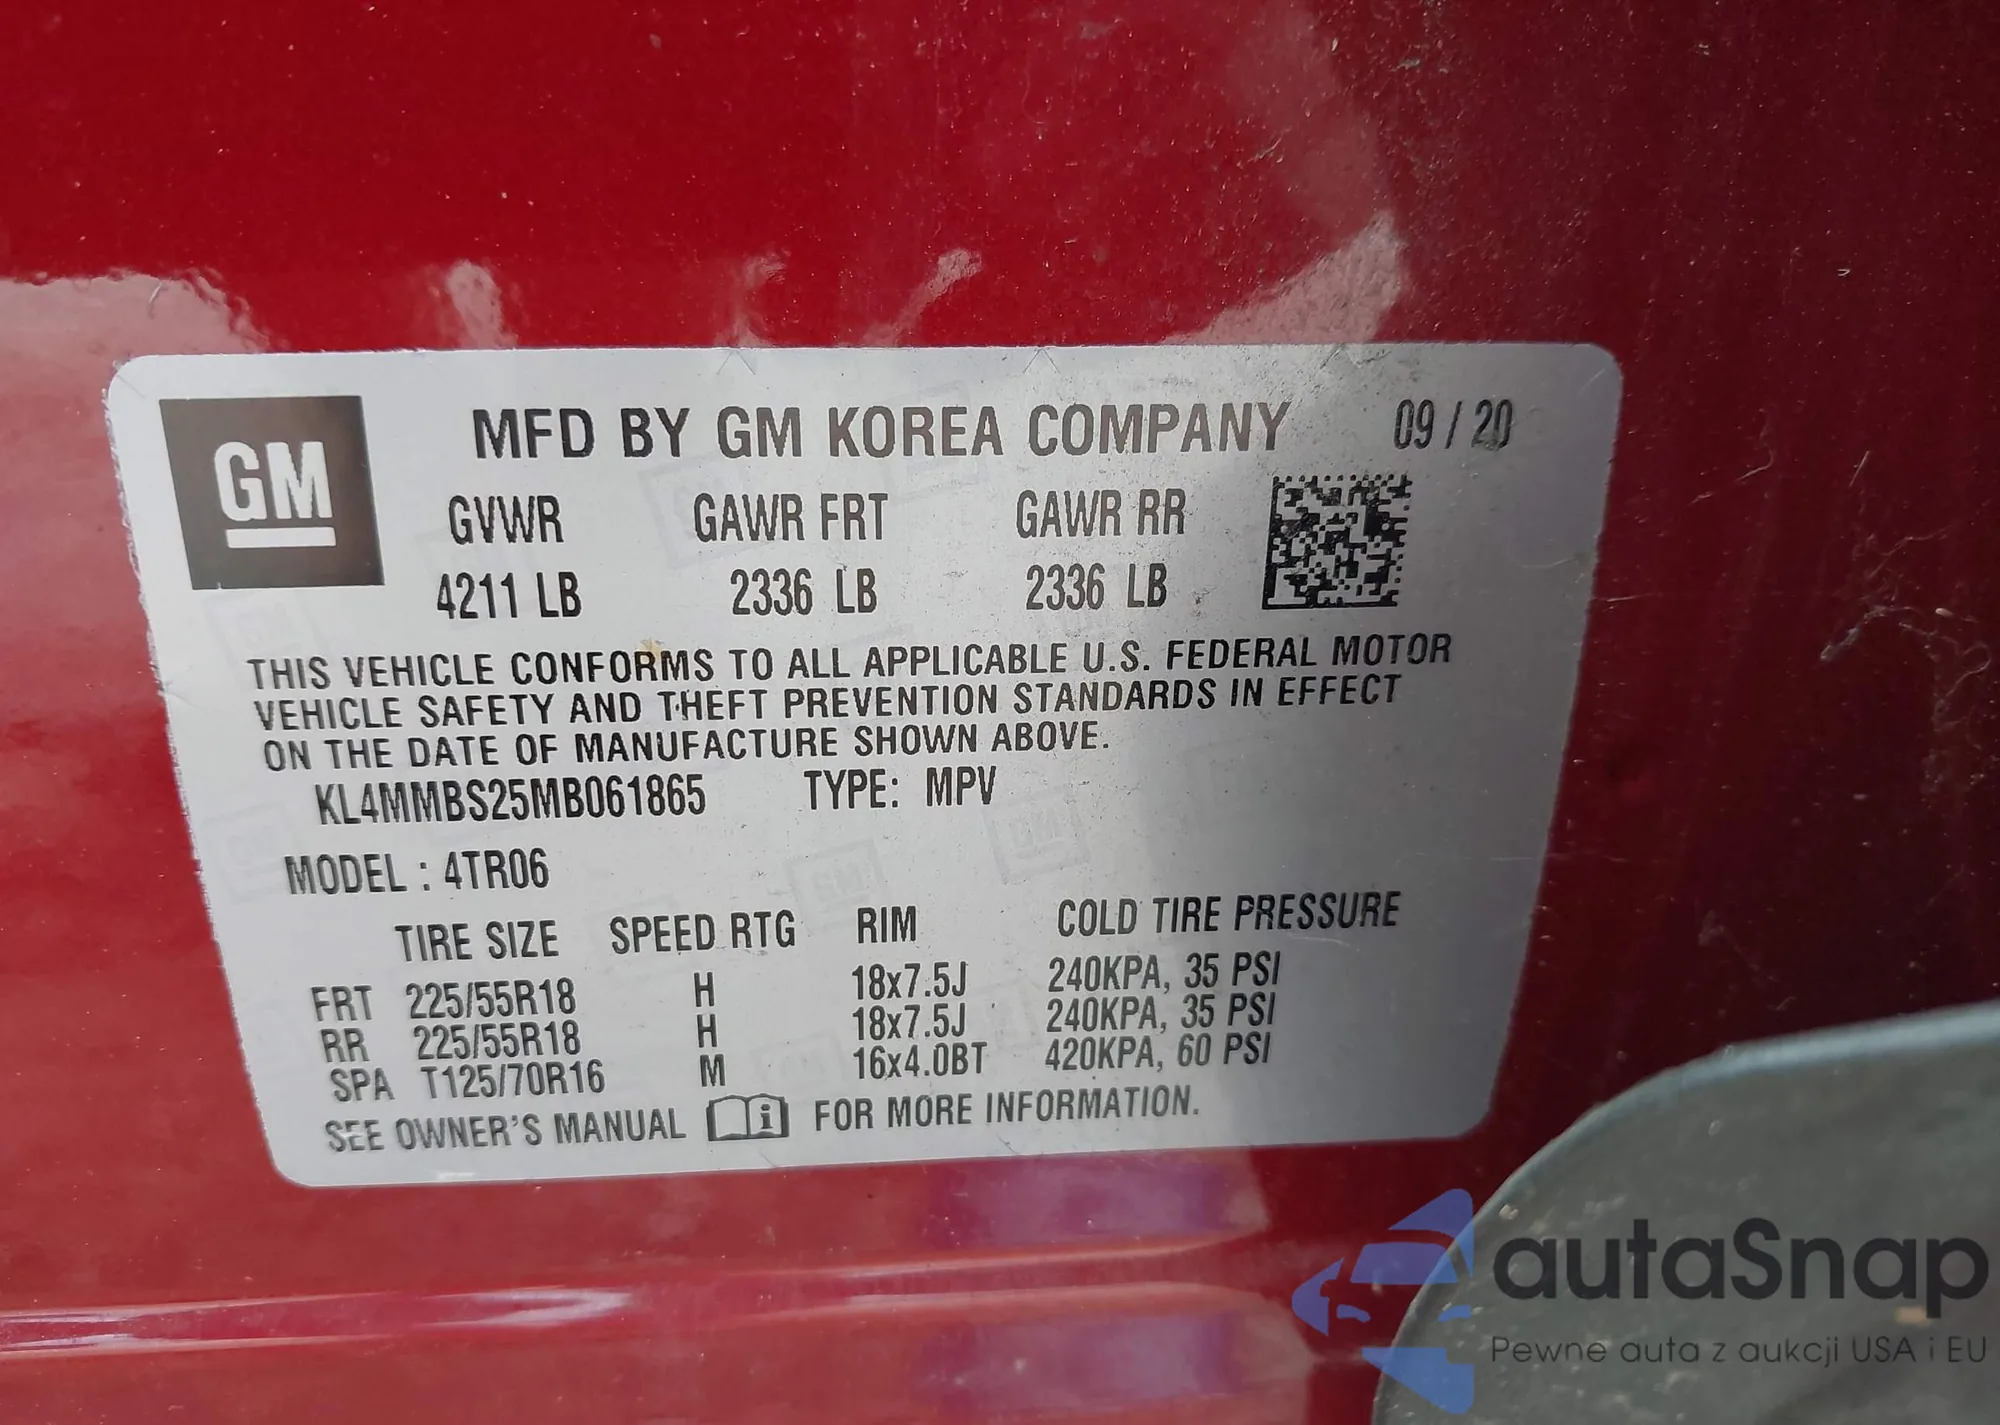 GM
MFD BY GM KOREA COMPANY 09 / 20
GVWR GAWR FRT GAWR RR
4211 LB 2336 LB 2336 LB
THIS VEHICLE CONFORMS TO ALL APPLICABLE U.S. FEDERAL MOTOR
VEHICLE SAFETY AND THEFT PREVENTION STANDARDS IN EFFECT
ON THE DATE OF MANUFACTURE SHOWN ABOVE.
KL4MMBS25MB061865 TYPE: MPV
MODEL : 4TR06
TIRE SIZE SPEED RTG RIM COLD TIRE PRESSURE
FRT 225/55R18 H 18x7.5J 240KPA, 35 PSI
RR 225/55R18 H 18x7.5J 240KPA, 35 PSI
SPA T125/70R16 M 16x4.0BT 420KPA, 60 PSI
SEE OWNER'S MANUAL i FOR MORE INFORMATION.
autaSnap
Pewne auta z aukcji USA i EU